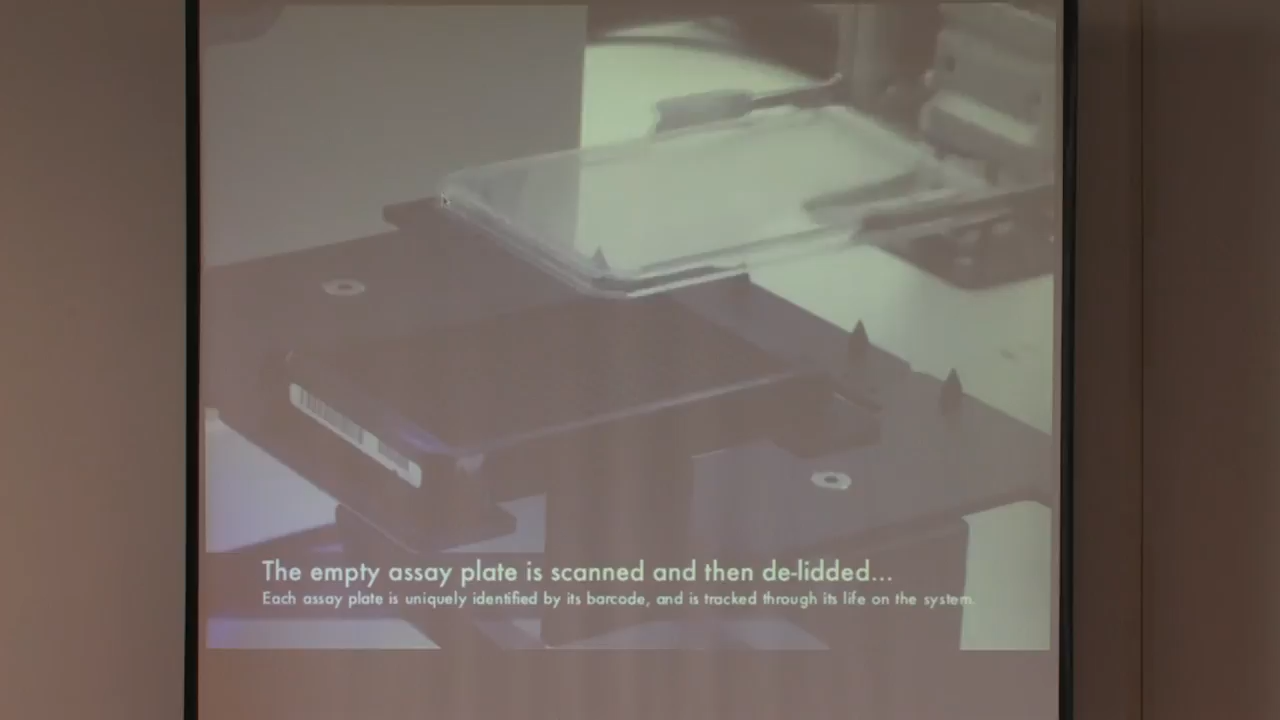 The empty assay plate is scanned and then de-lidded...
Each assay plate is uniquely identified by its barcode, and is tracked through its life on the system.